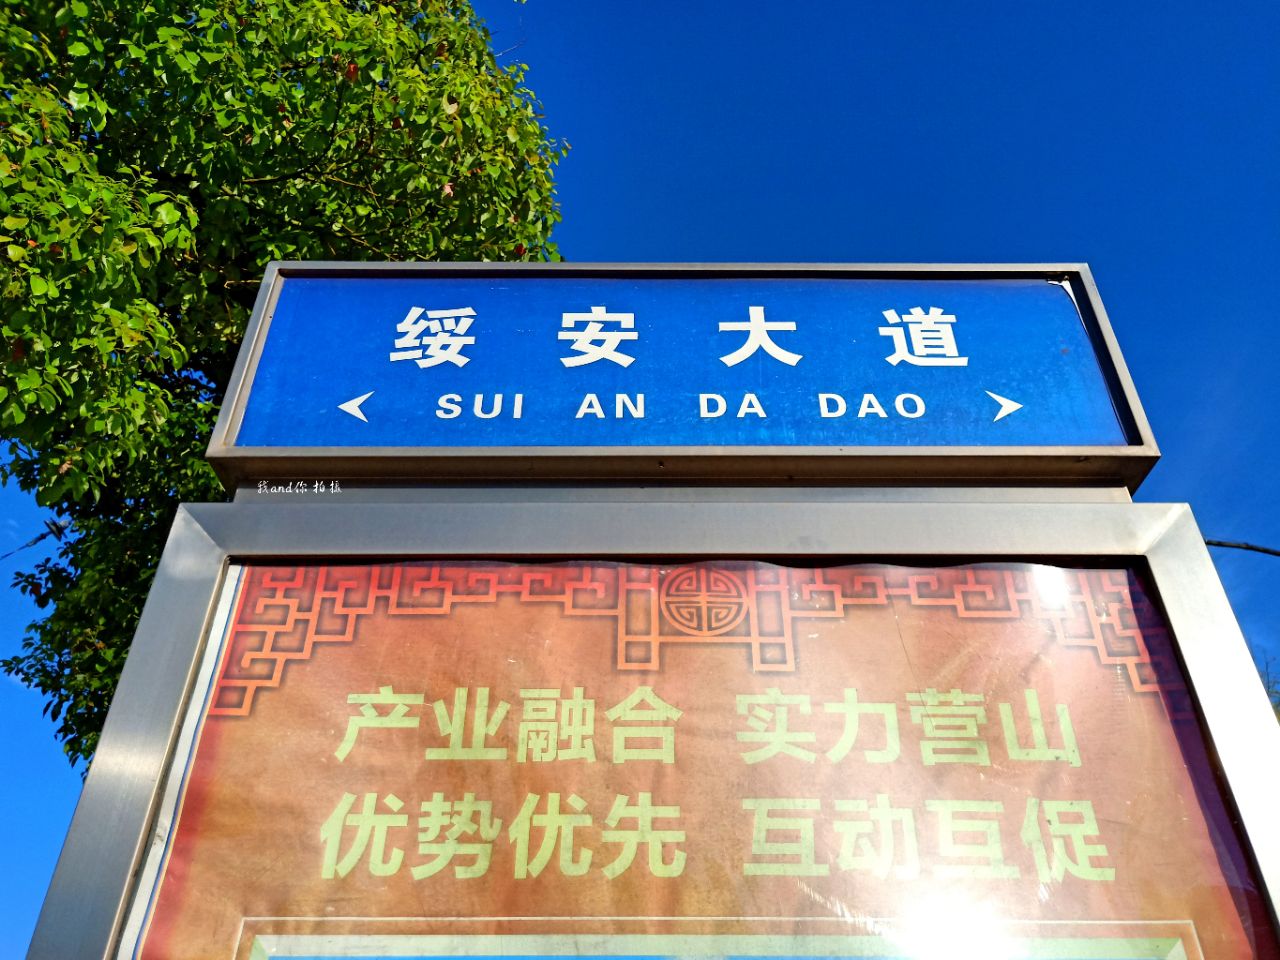 绥安大道
SUI AN DA DAO
我and你 拍摄
产业融合 实力营山
优势优先 互动互促